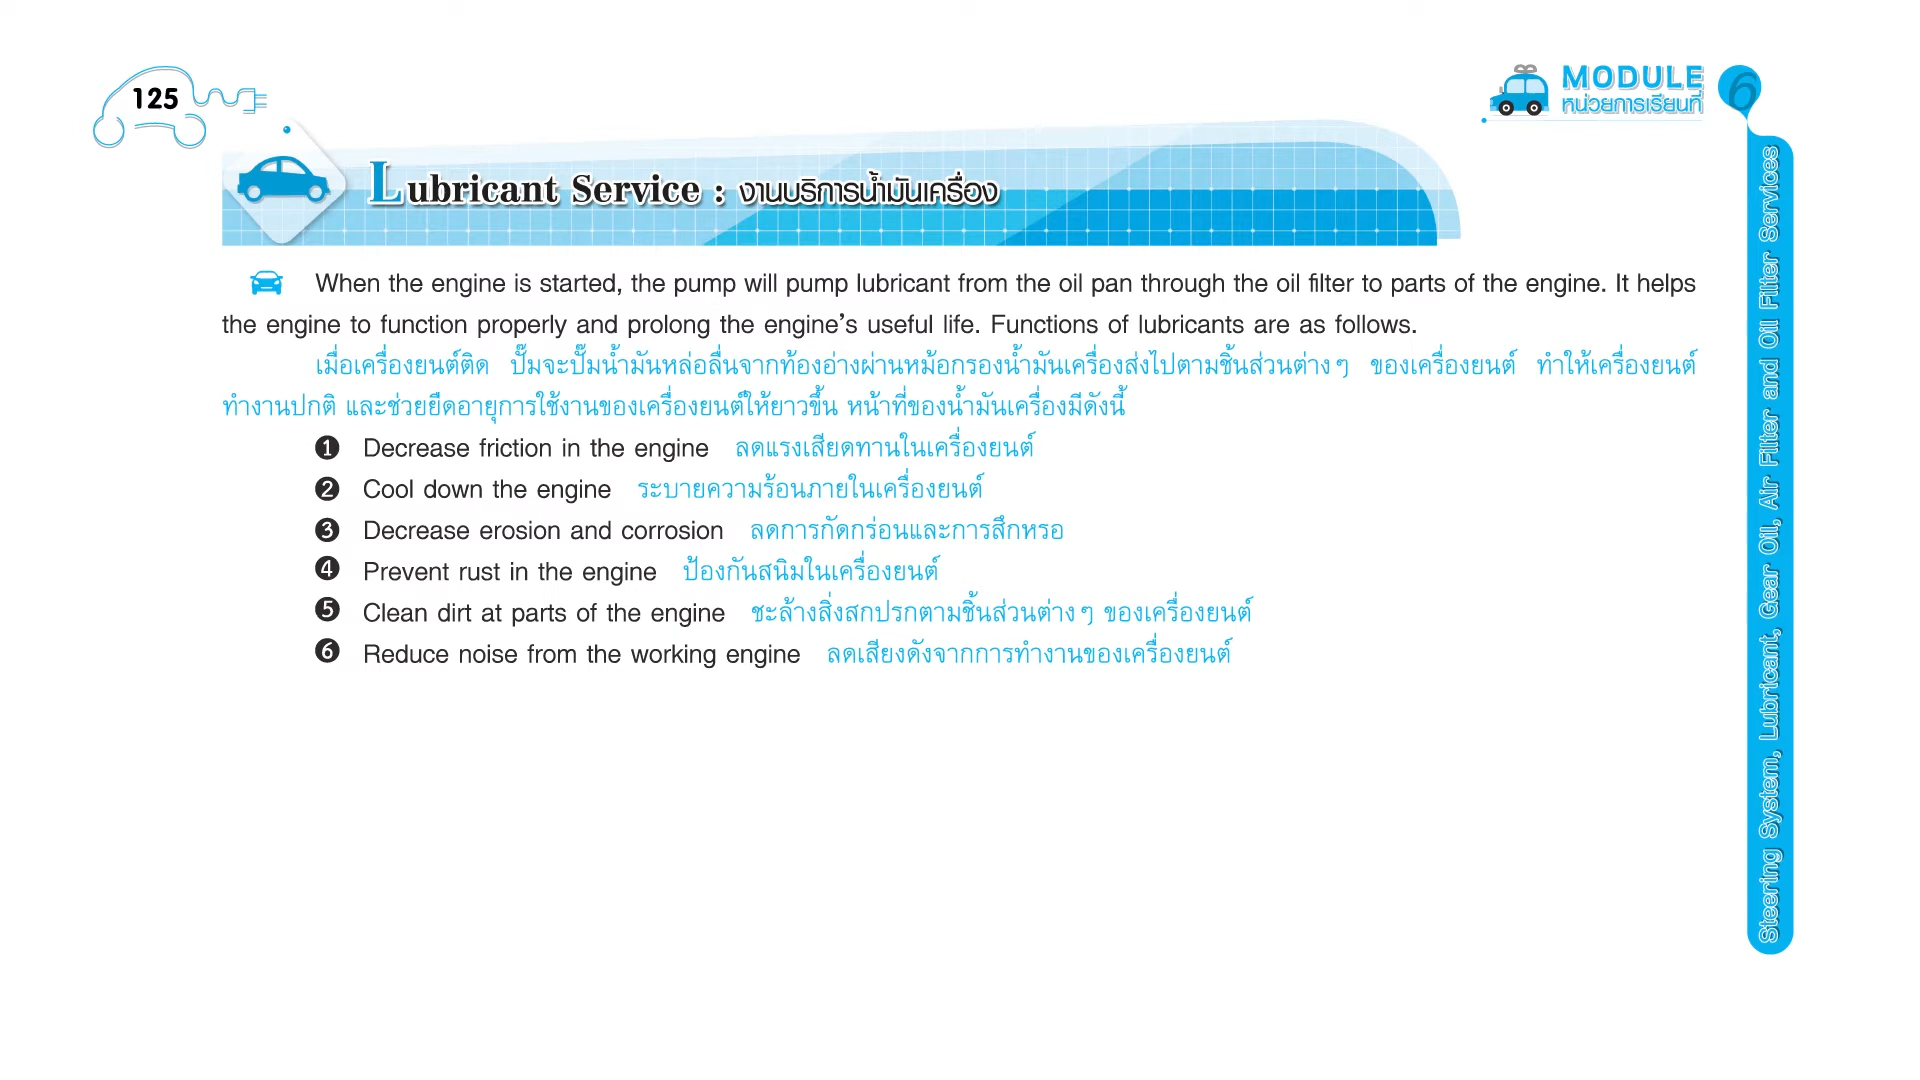 125
MODULE
หน่วยการเรียนที่
6
Lubricant Service : งานบริการน้ำมันเครื่อง
When the engine is started, the pump will pump lubricant from the oil pan through the oil filter to parts of the engine. It helps
the engine to function properly and prolong the engine's useful life. Functions of lubricants are as follows.
เมื่อเครื่องยนต์ติด ปั๊มจะปั๊มน้ำมันหล่อลื่นจากท้องอ่างผ่านหม้อกรองน้ำมันเครื่องส่งไปตามชิ้นส่วนต่างๆ ของเครื่องยนต์ ทำให้เครื่องยนต์
ทำงานปกติ และช่วยยืดอายุการใช้งานของเครื่องยนต์ให้ยาวขึ้น หน้าที่ของน้ำมันเครื่องมีดังนี้
❶ Decrease friction in the engine ลดแรงเสียดทานในเครื่องยนต์
❷ Cool down the engine ระบายความร้อนภายในเครื่องยนต์
❸ Decrease erosion and corrosion ลดการกัดกร่อนและการสึกหรอ
❹ Prevent rust in the engine ป้องกันสนิมในเครื่องยนต์
❺ Clean dirt at parts of the engine ชะล้างสิ่งสกปรกตามชิ้นส่วนต่างๆ ของเครื่องยนต์
❻ Reduce noise from the working engine ลดเสียงดังจากการทำงานของเครื่องยนต์
Steering System, Lubricant, Gear Oil, Air Filter and Oil Filter Services